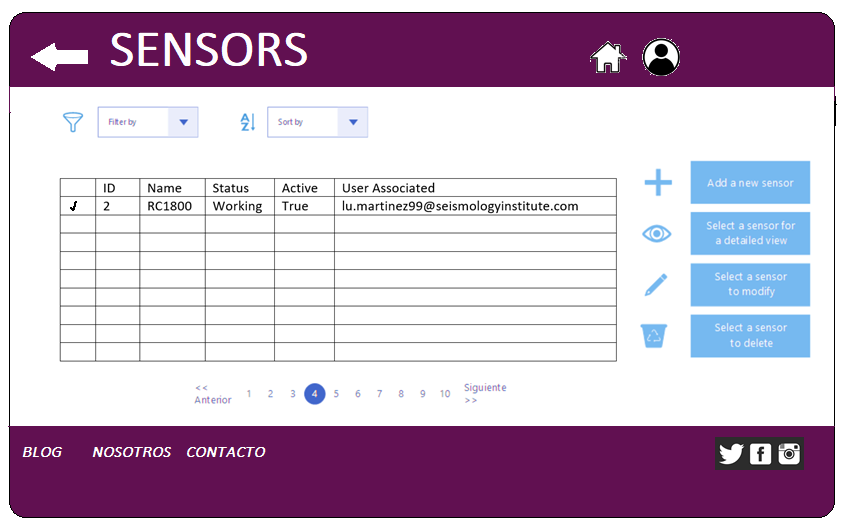 SENSORS
Filter by
A
Z
Sort by
ID Name Status Active User Associated
✓ 2 RC1800 Working True lu.martinez99@seismologyinstitute.com
Add a new sensor
Select a sensor for
a detailed view
Select a sensor
to modify
Select a sensor
to delete
<< Anterior 1 2 3 4 5 6 7 8 9 10 Siguiente >>
BLOG NOSOTROS CONTACTO